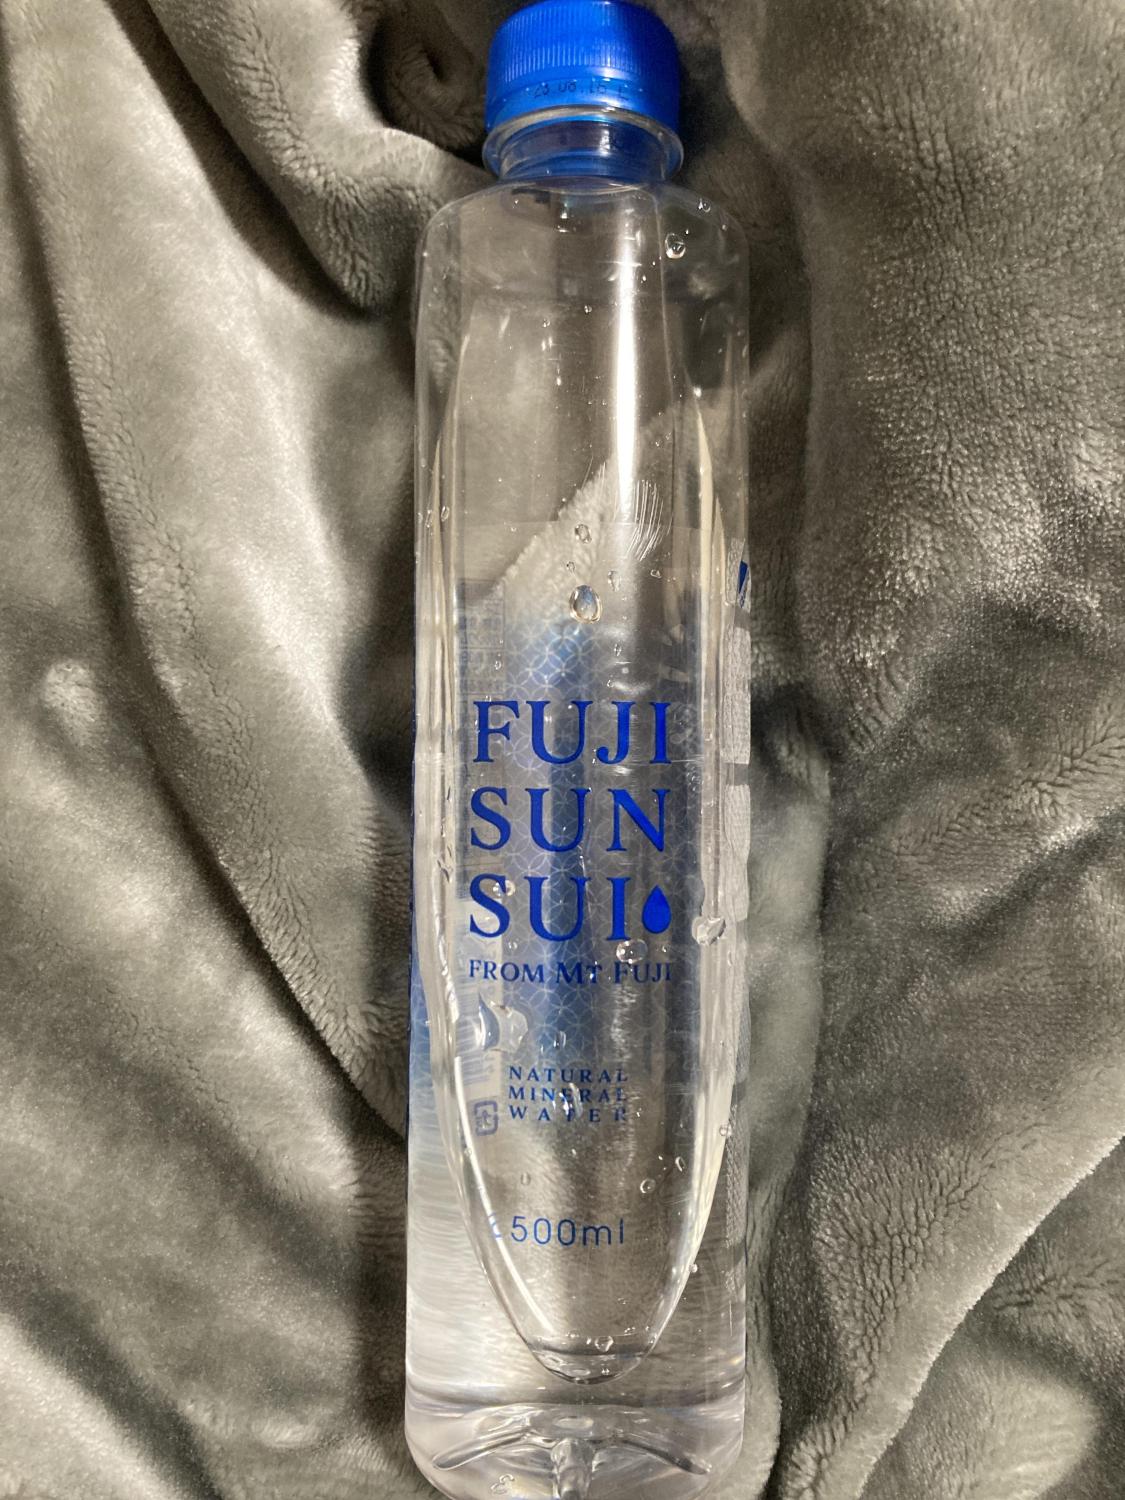 FUJI
SUN
SUI
FROM MT FUJI
NATURAL
MINERAL
WATER
500ml